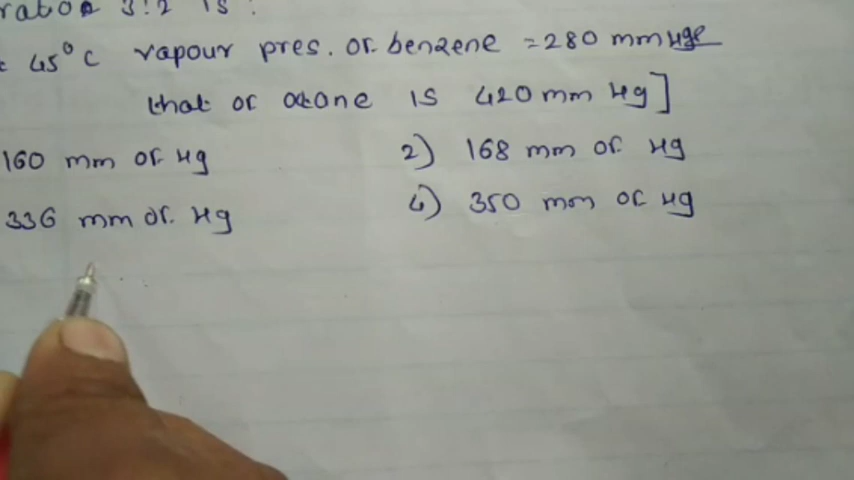 ratio 3:2 is :
: 45°C vapour pres. of benzene = 280 mm Hg &
that of octone is 420 mm Hg]
160 mm of Hg 2) 168 mm of Hg
336 mm of Hg 4) 350 mm of Hg